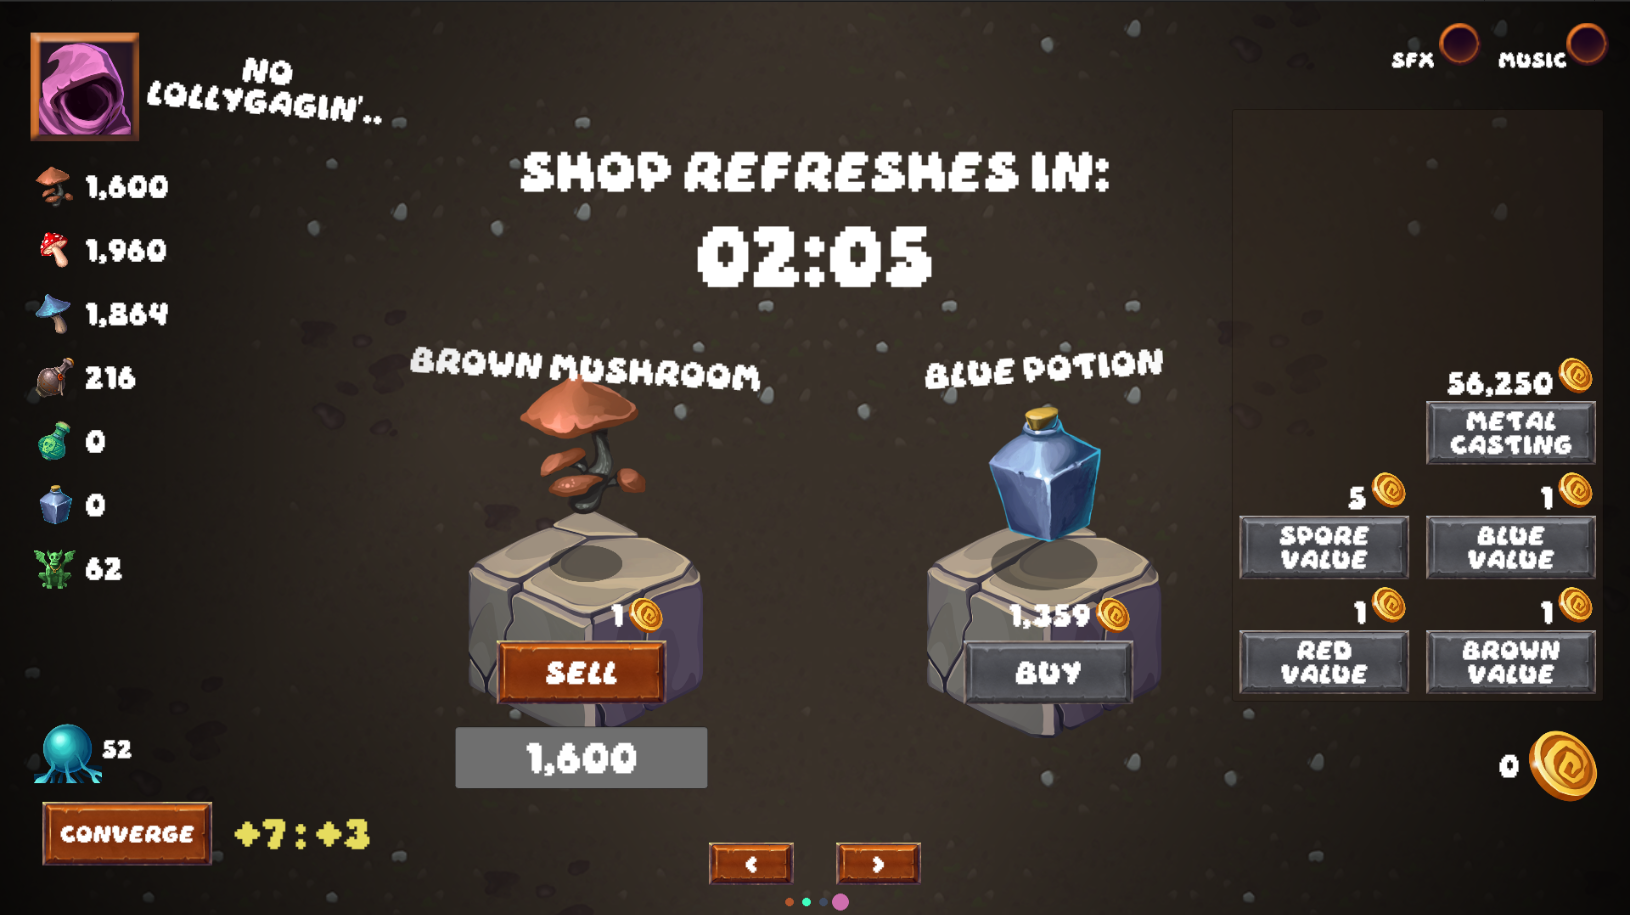 NO
LOLLYGAGIN'..
SFX
MUSIC
1,600
1,960
1,864
216
0
0
62
SHOP REFRESHES IN:
02:05
BROWN MUSHROOM
BLUE POTION
1
SELL
1,600
1,359
BUY
56,250
METAL
CASTING
5
SPORE
VALUE
1
BLUE
VALUE
1
RED
VALUE
1
BROWN
VALUE
52
CONVERGE
+7:+3
<
>
0